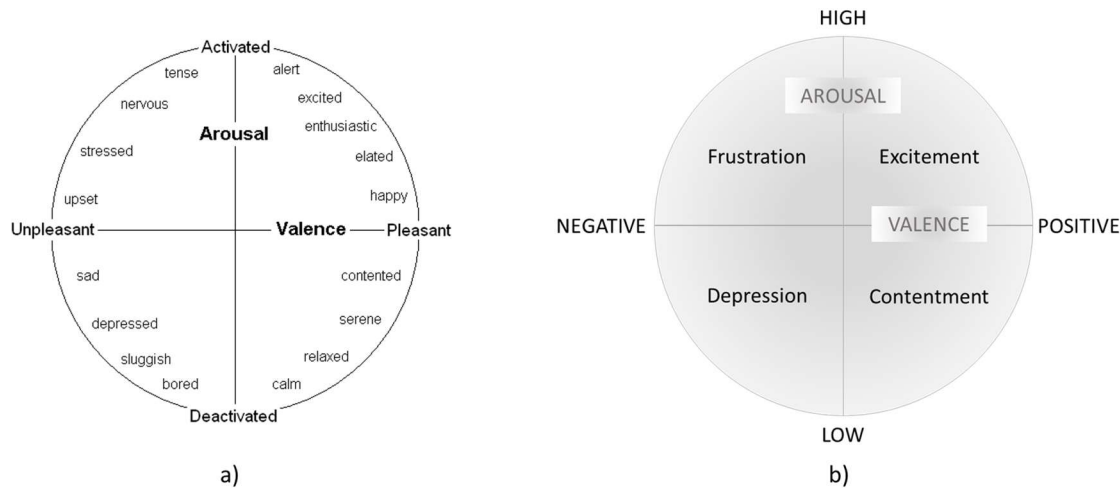 Activated
tense
alert
nervous
excited
Arousal
enthusiastic
stressed
elated
upset
happy
Unpleasant
Valence
Pleasant
sad
contented
depressed
serene
sluggish
relaxed
bored
calm
Deactivated
a)
HIGH
AROUSAL
Frustration
Excitement
NEGATIVE
VALENCE
POSITIVE
Depression
Contentment
LOW
b)